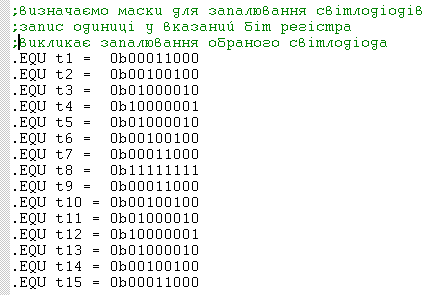 ;визначаємо маски для запалювання світлодіодів
;запис одиниці у вказаний біт регістра
;викликає запалювання обраного світлодіода
.EQU t1 =  0b00011000
.EQU t2 =  0b00100100
.EQU t3 =  0b01000010
.EQU t4 =  0b10000001
.EQU t5 =  0b01000010
.EQU t6 =  0b00100100
.EQU t7 =  0b00011000
.EQU t8 =  0b11111111
.EQU t9 =  0b00011000
.EQU t10 = 0b00100100
.EQU t11 = 0b01000010
.EQU t12 = 0b10000001
.EQU t13 = 0b01000010
.EQU t14 = 0b00100100
.EQU t15 = 0b00011000